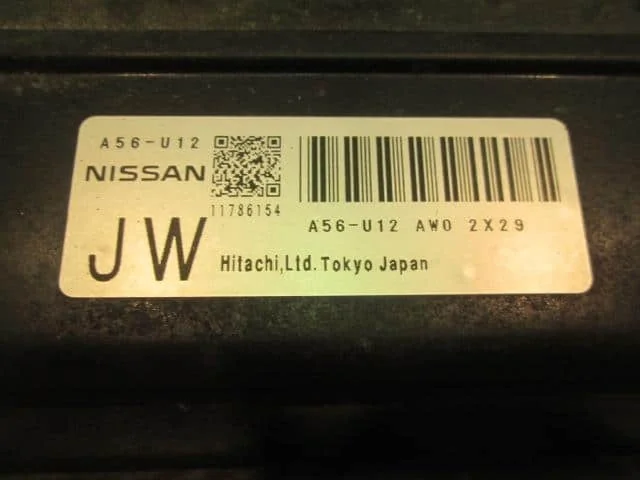 A56-U12
NISSAN
11786154
JW
A56-U12 AW0 2X29
Hitachi,Ltd.Tokyo Japan